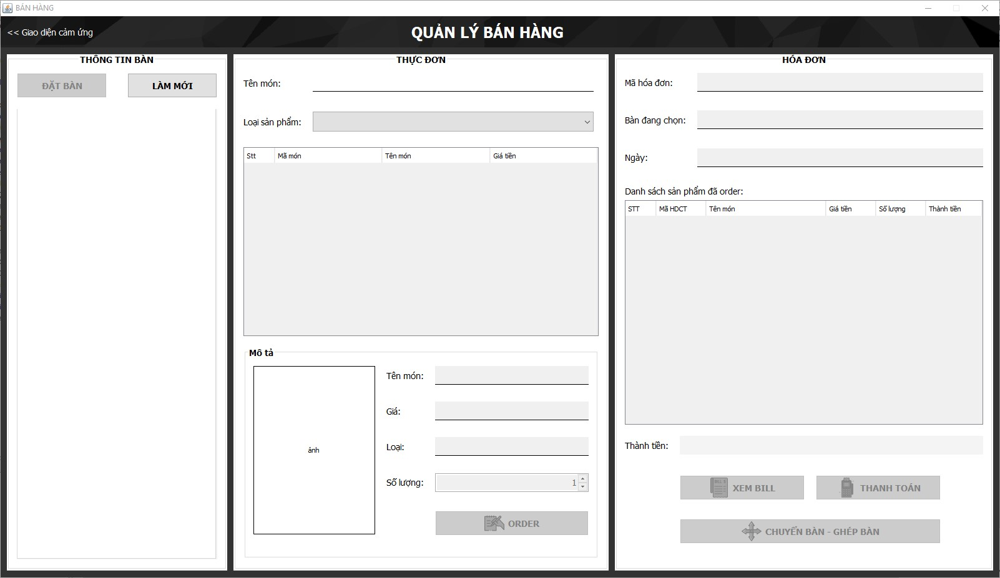 BÁN HÀNG
<< Giao diện cảm ứng
QUẢN LÝ BÁN HÀNG
THÔNG TIN BÀN
ĐẶT BÀN
LÀM MỚI
THỰC ĐƠN
Tên món:
Loại sản phẩm:
Stt Mã món Tên món Giá tiền
Mô tả
ảnh
Tên món:
Giá:
Loại:
Số lượng:
1
ORDER
HÓA ĐƠN
Mã hóa đơn:
Bàn đang chọn:
Ngày:
Danh sách sản phẩm đã order:
STT Mã HDCT Tên món Giá tiền Số lượng Thành tiền
Thành tiền:
XEM BILL
THANH TOÁN
CHUYỂN BÀN - GHÉP BÀN